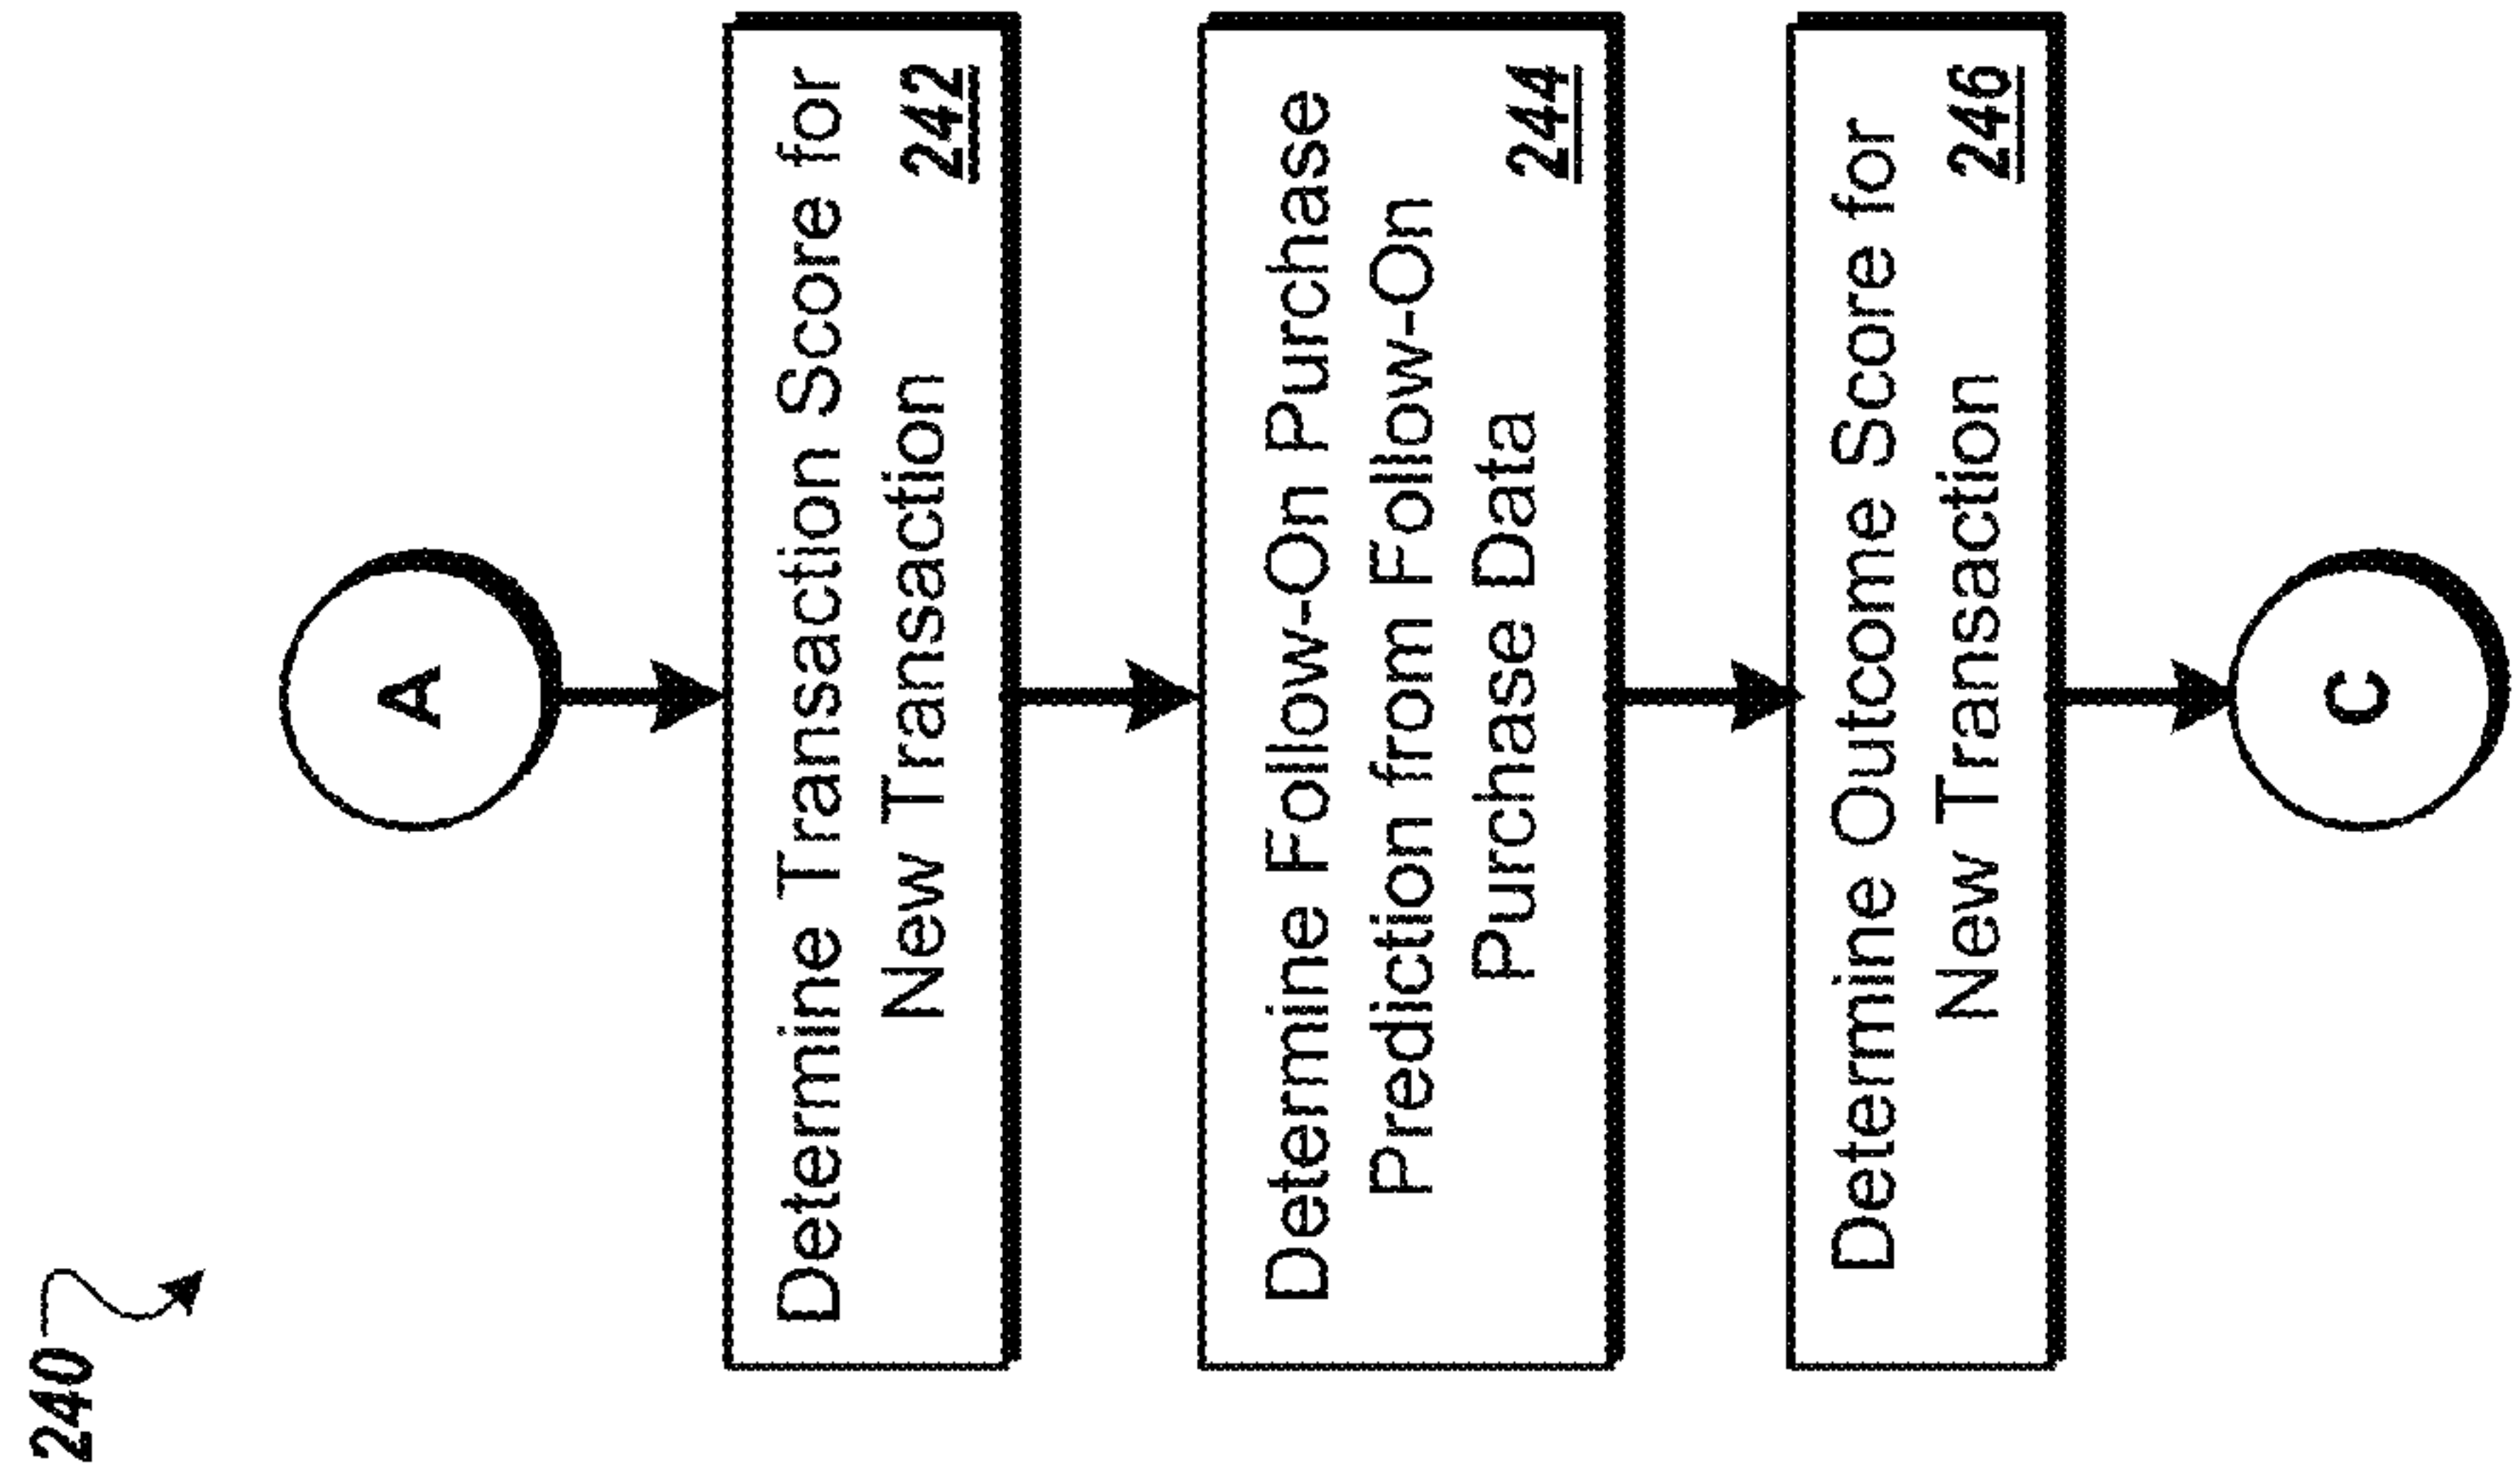 240
A
Determine Transaction Score for
New Transaction
242
Determine Follow-On Purchase
Prediction from Follow-On
Purchase Data
244
Determine Outcome Score for
New Transaction
246
C